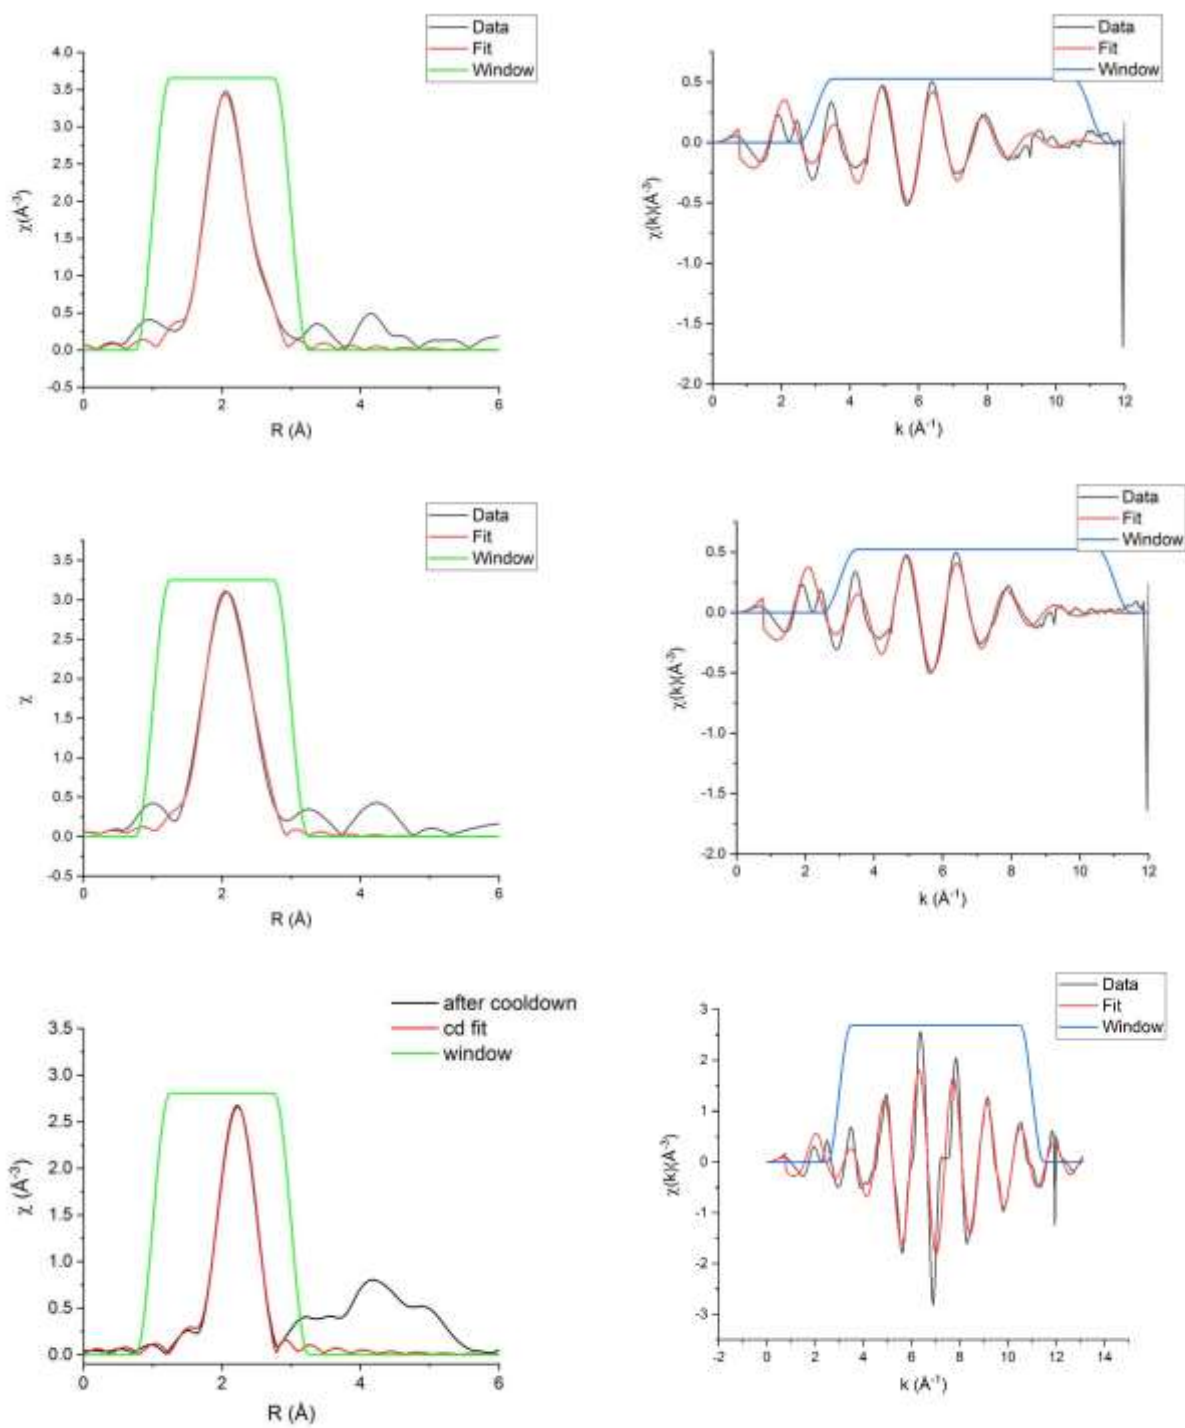 Data
Fit
Window
4.0
3.5
3.0
2.5
2.0
1.5
1.0
0.5
0.0
-0.5
χ(Å⁻³)
0 2 4 6
R (Å)
Data
Fit
Window
0.5
0.0
-0.5
-1.0
-1.5
-2.0
χ(k)(Å⁻³)
0 2 4 6 8 10 12
k (Å⁻¹)
Data
Fit
Window
3.5
3.0
2.5
2.0
1.5
1.0
0.5
0.0
-0.5
χ
0 2 4 6
R (Å)
Data
Fit
Window
0.5
0.0
-0.5
-1.0
-1.5
-2.0
χ(k)(Å⁻³)
0 2 4 6 8 10 12
k (Å⁻¹)
after cooldown
cd fit
window
3.5
3.0
2.5
2.0
1.5
1.0
0.5
0.0
χ (Å⁻³)
0 2 4 6
R (Å)
Data
Fit
Window
3
2
1
0
-1
-2
-3
χ(k)(Å⁻³)
-2 0 2 4 6 8 10 12 14
k (Å⁻¹)